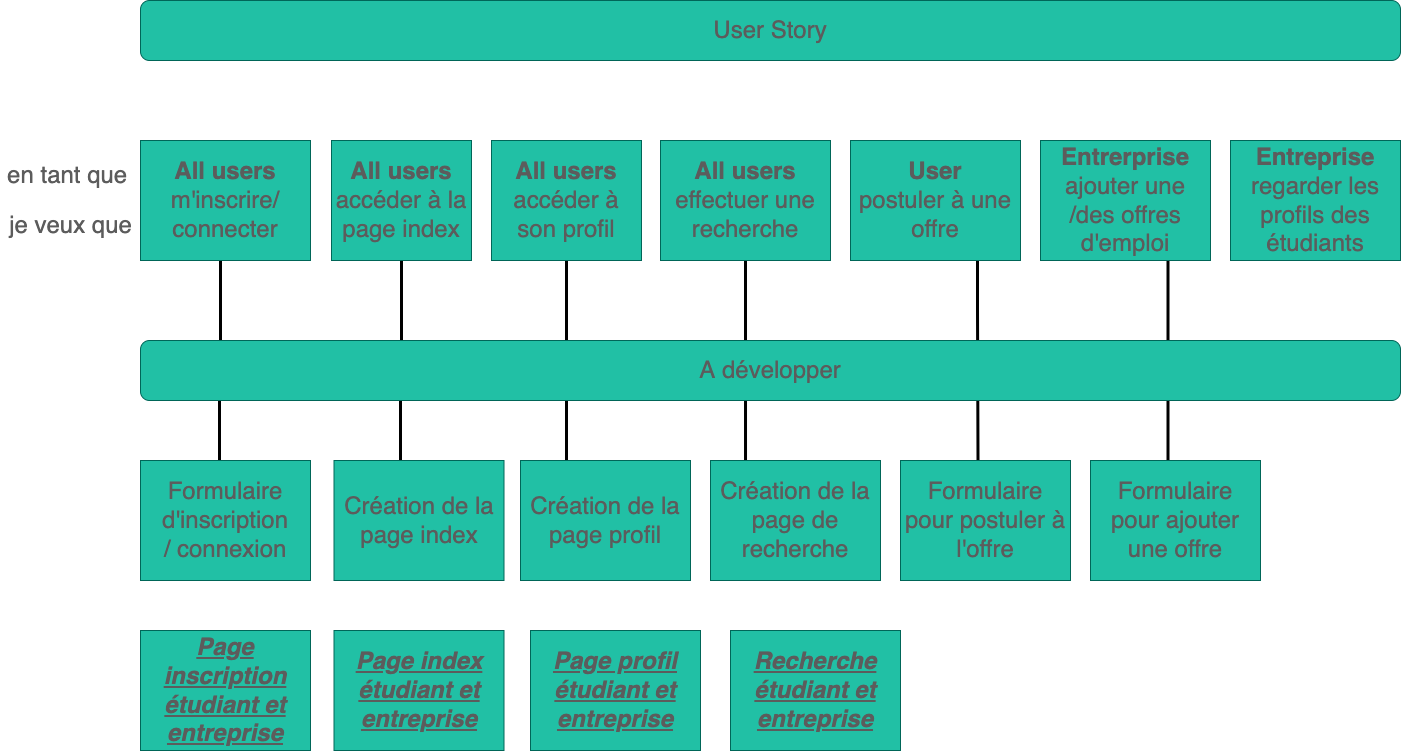 User Story
en tant que
je veux que
All users
m'inscrire/
connecter
All users
accéder à la
page index
All users
accéder à
son profil
All users
effectuer une
recherche
User
postuler à une
offre
Entrerprise
ajouter une
/des offres
d'emploi
Entreprise
regarder les
profils des
étudiants
A développer
Formulaire
d'inscription
/ connexion
Création de la
page index
Création de la
page profil
Création de la
page de
recherche
Formulaire
pour postuler à
l'offre
Formulaire
pour ajouter
une offre
Page
inscription
étudiant et
entreprise
Page index
étudiant et
entreprise
Page profil
étudiant et
entreprise
Recherche
étudiant et
entreprise